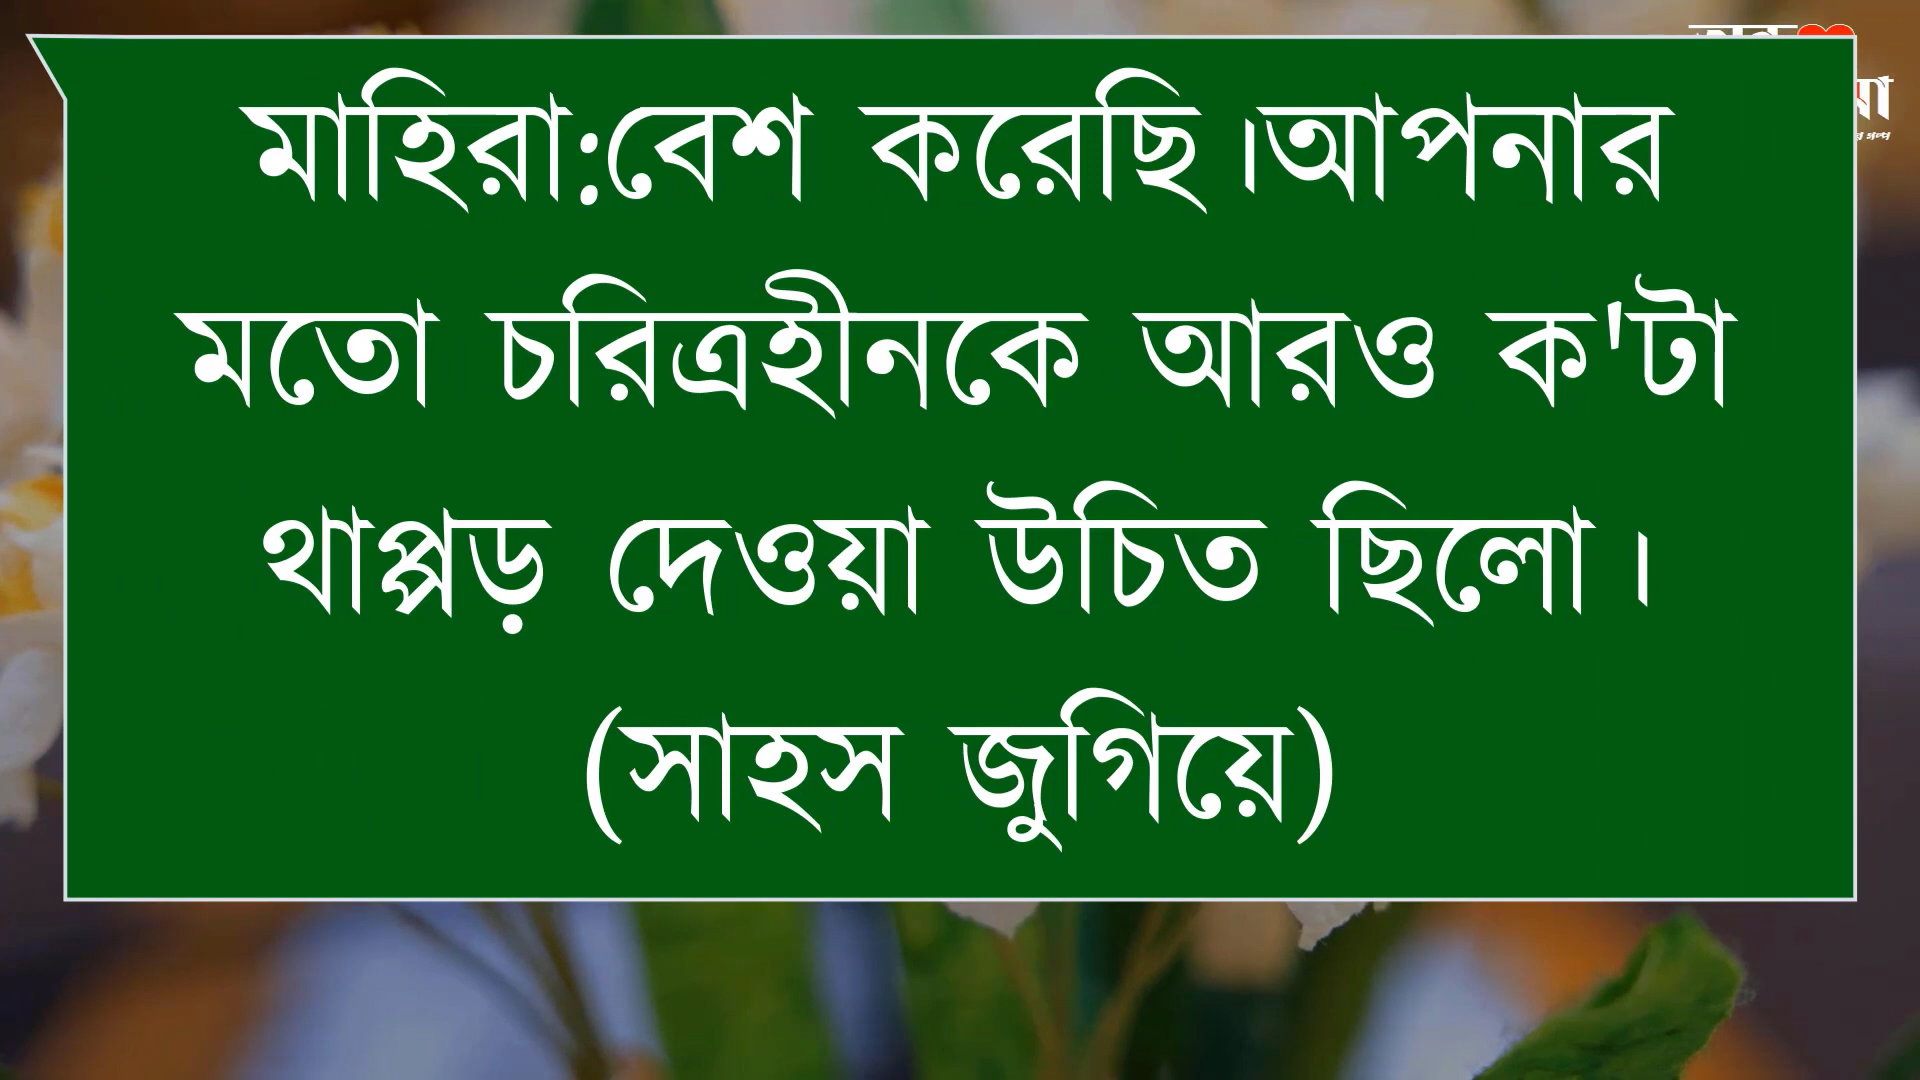 মাহিরা:বেশ করেছি।আপনার
মতো চরিত্রহীনকে আরও ক'টা
থাপ্পড় দেওয়া উচিত ছিলো।
(সাহস জুগিয়ে)